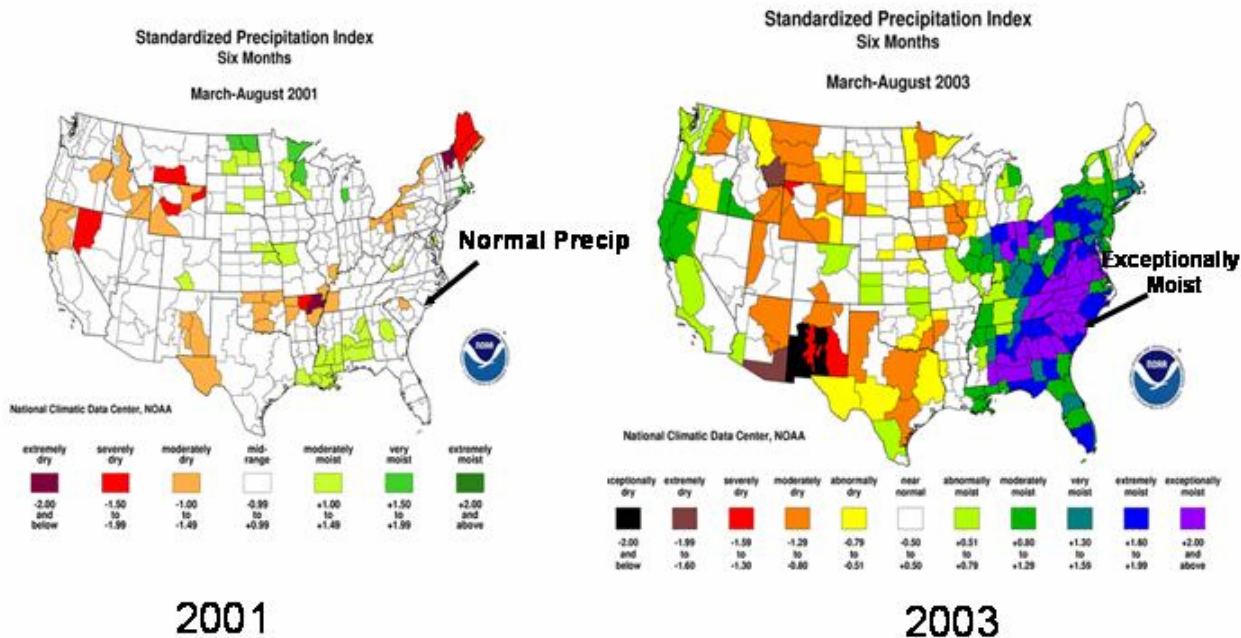 Standardized Precipitation Index
Six Months
March-August 2001
Normal Precip
NOAA
National Climatic Data Center, NOAA
extremely dry severely dry moderately dry mid-range moderately moist very moist extremely moist
-2.00 and below -1.50 to -1.99 -1.00 to -1.49 -0.99 to +0.99 +1.00 to +1.49 +1.50 to +1.99 +2.00 and above
2001
Standardized Precipitation Index
Six Months
March-August 2003
Exceptionally
Moist
NOAA
National Climatic Data Center, NOAA
xceptionally dry extremely dry severely dry moderately dry abnormally dry near normal abnormally moist moderately moist very moist extremely moist exceptionally moist
-2.00 and below -1.99 to -1.60 -1.59 to -1.30 -1.29 to -0.80 -0.79 to -0.51 -0.50 to +0.50 +0.51 to +0.79 +0.80 to +1.29 +1.30 to +1.59 +1.60 to +1.99 +2.00 and above
2003